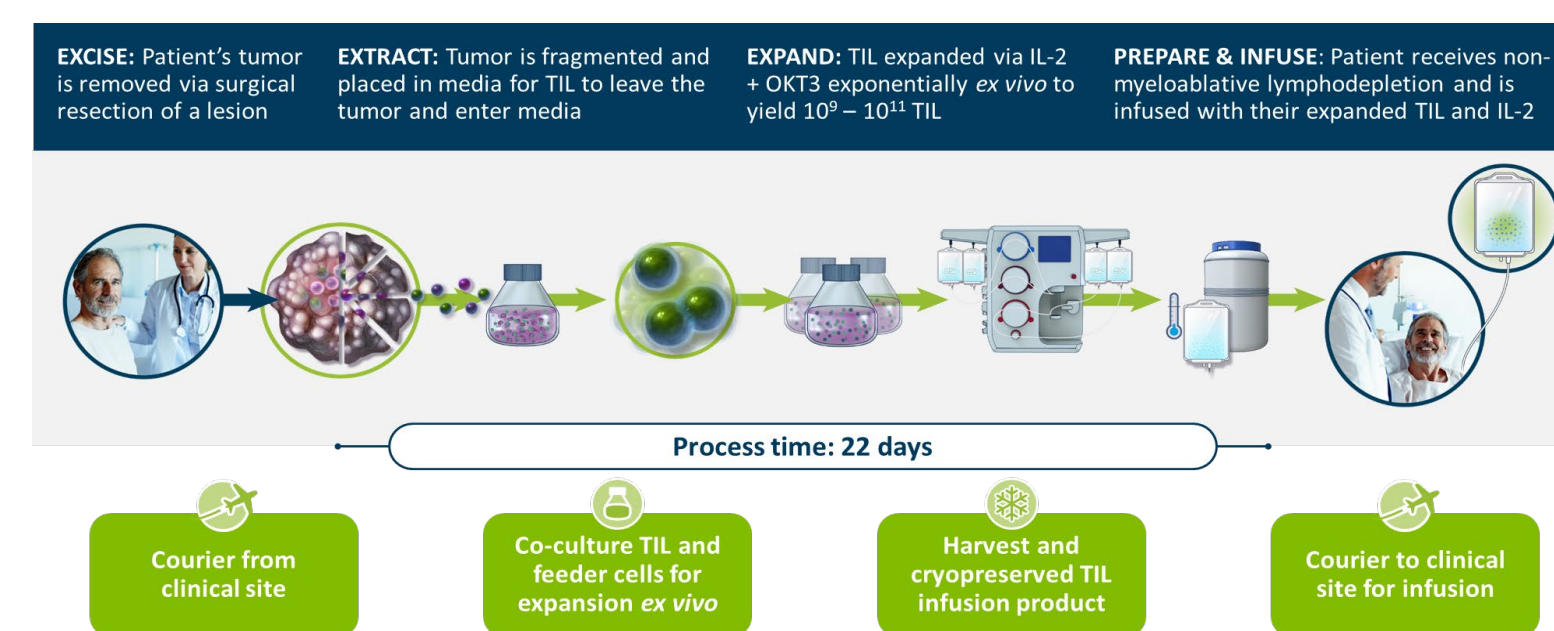 EXCISE: Patient's tumor
is removed via surgical
resection of a lesion
EXTRACT: Tumor is fragmented and
placed in media for TIL to leave the
tumor and enter media
EXPAND: TIL expanded via IL-2
+ OKT3 exponentially ex vivo to
yield 10⁹ – 10¹¹ TIL
PREPARE & INFUSE: Patient receives non-
myeloablative lymphodepletion and is
infused with their expanded TIL and IL-2
Process time: 22 days
Courier from
clinical site
Co-culture TIL and
feeder cells for
expansion ex vivo
Harvest and
cryopreserved TIL
infusion product
Courier to clinical
site for infusion